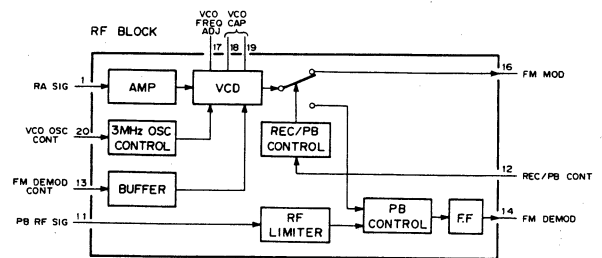 RF BLOCK
VCO FREQ ADJ
VCO CAP
17 18 19
RA SIG 1
AMP
VCD
16 FM MOD
VCO OSC CONT 20
3MHz OSC CONTROL
REC/PB CONTROL
12 REC/PB CONT
FM DEMOD CONT 13
BUFFER
PB RF SIG 11
RF LIMITER
PB CONTROL
F.F
14 FM DEMOD